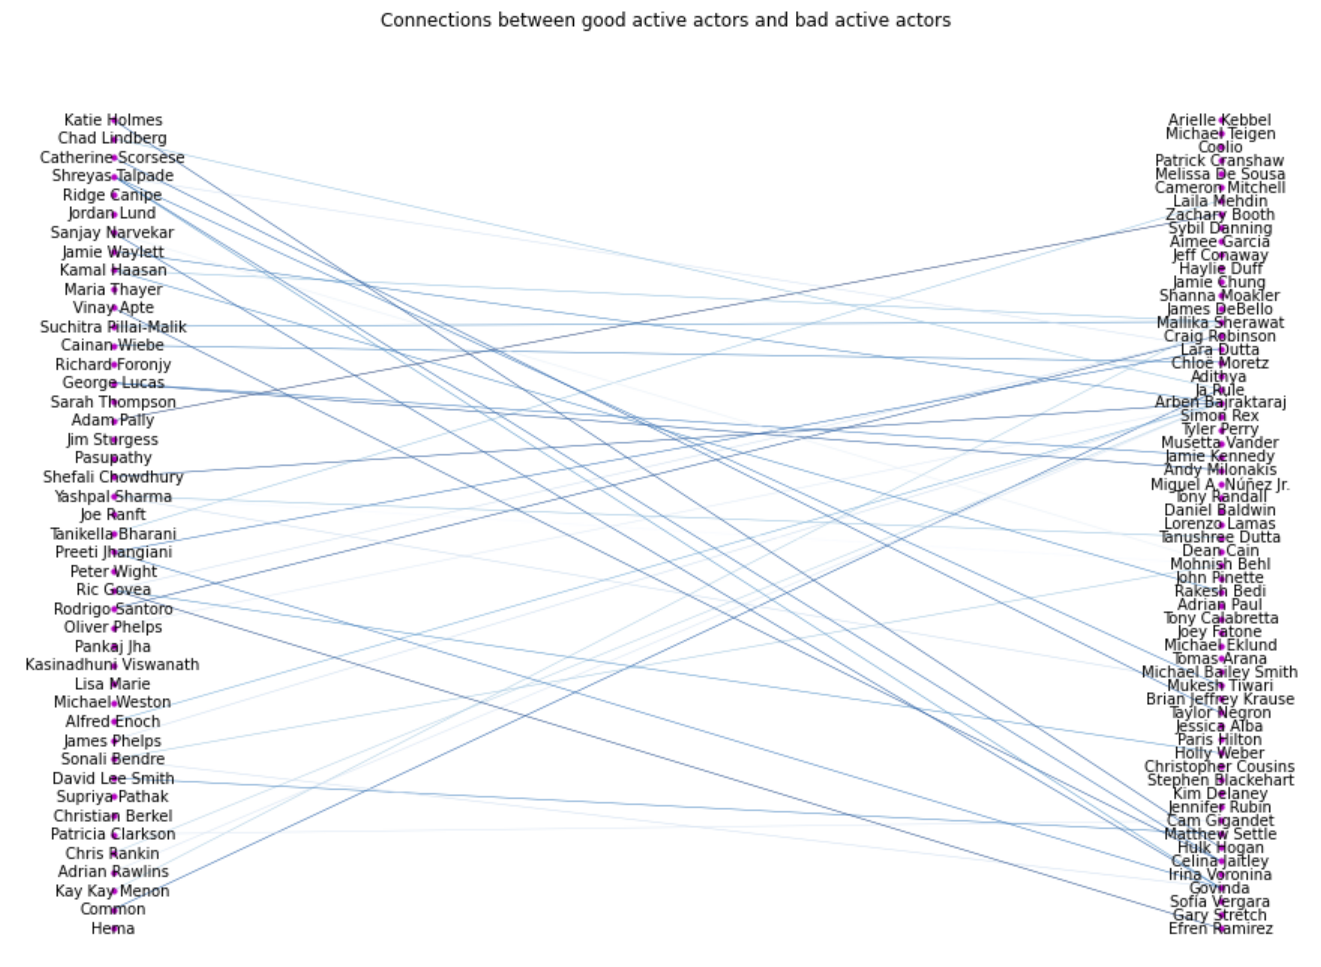 Connections between good active actors and bad active actors
Katie Holmes
Chad Lindberg
Catherine Scorsese
Shreyas Talpade
Ridge Canipe
Jordan Lund
Sanjay Narvekar
Jamie Waylett
Kamal Haasan
Maria Thayer
Vinay Apte
Suchitra Pillai-Malik
Cainan Wiebe
Richard Foronjy
George Lucas
Sarah Thompson
Adam Pally
Jim Sturgess
Pasupathy
Shefali Chowdhury
Yashpal Sharma
Joe Ranft
Tanikella Bharani
Preeti Jhangiani
Peter Wight
Ric Govea
Rodrigo Santoro
Oliver Phelps
Pankaj Jha
Kasinadhuni Viswanath
Lisa Marie
Michael Weston
Alfred Enoch
James Phelps
Sonali Bendre
David Lee Smith
Supriya Pathak
Christian Berkel
Patricia Clarkson
Chris Rankin
Adrian Rawlins
Kay Kay Menon
Common
Hema
Arielle Kebbel
Michael Teigen
Coolio
Patrick Cranshaw
Melissa De Sousa
Cameron Mitchell
Laila Mehdin
Zachary Booth
Sybil Danning
Aimee Garcia
Jeff Conaway
Haylie Duff
Jamie Chung
Shanna Moakler
James DeBello
Mallika Sherawat
Craig Robinson
Lara Dutta
Chloë Moretz
Adithya
Ja Rule
Arben Bajraktaraj
Simon Rex
Tyler Perry
Musetta Vander
Jamie Kennedy
Andy Milonakis
Miguel A. Núñez Jr.
Tony Randall
Daniel Baldwin
Lorenzo Lamas
Tanushree Dutta
Dean Cain
Mohnish Behl
John Pinette
Rakesh Bedi
Adrian Paul
Tony Calabretta
Joey Fatone
Michael Eklund
Tomas Arana
Michael Bailey Smith
Mukesh Tiwari
Brian Jeffrey Krause
Taylor Negron
Jessica Alba
Paris Hilton
Holly Weber
Christopher Cousins
Stephen Blackehart
Kim Delaney
Jennifer Rubin
Cam Gigandet
Matthew Settle
Hulk Hogan
Celina Jaitley
Irina Voronina
Govinda
Sofía Vergara
Gary Stretch
Efren Ramirez